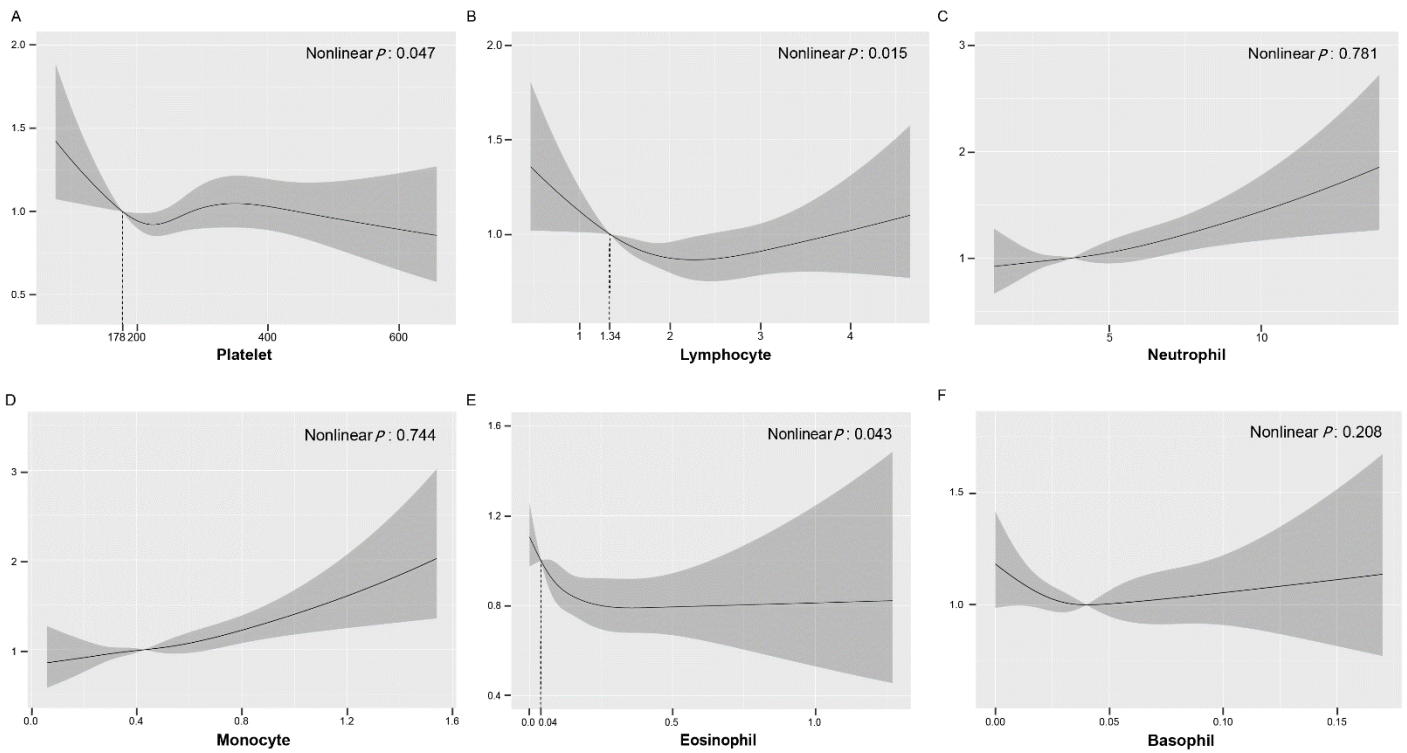 A
Nonlinear P: 0.047
2.0
1.5
1.0
0.5
178 200 400 600
Platelet
B
Nonlinear P: 0.015
2.0
1.5
1.0
1 1.34 2 3 4
Lymphocyte
C
Nonlinear P: 0.781
3
2
1
5 10
Neutrophil
D
Nonlinear P: 0.744
3
2
1
0.0 0.4 0.8 1.2 1.6
Monocyte
E
Nonlinear P: 0.043
1.6
1.2
0.8
0.4
0.0 0.04 0.5 1.0
Eosinophil
F
Nonlinear P: 0.208
1.5
1.0
0.00 0.05 0.10 0.15
Basophil